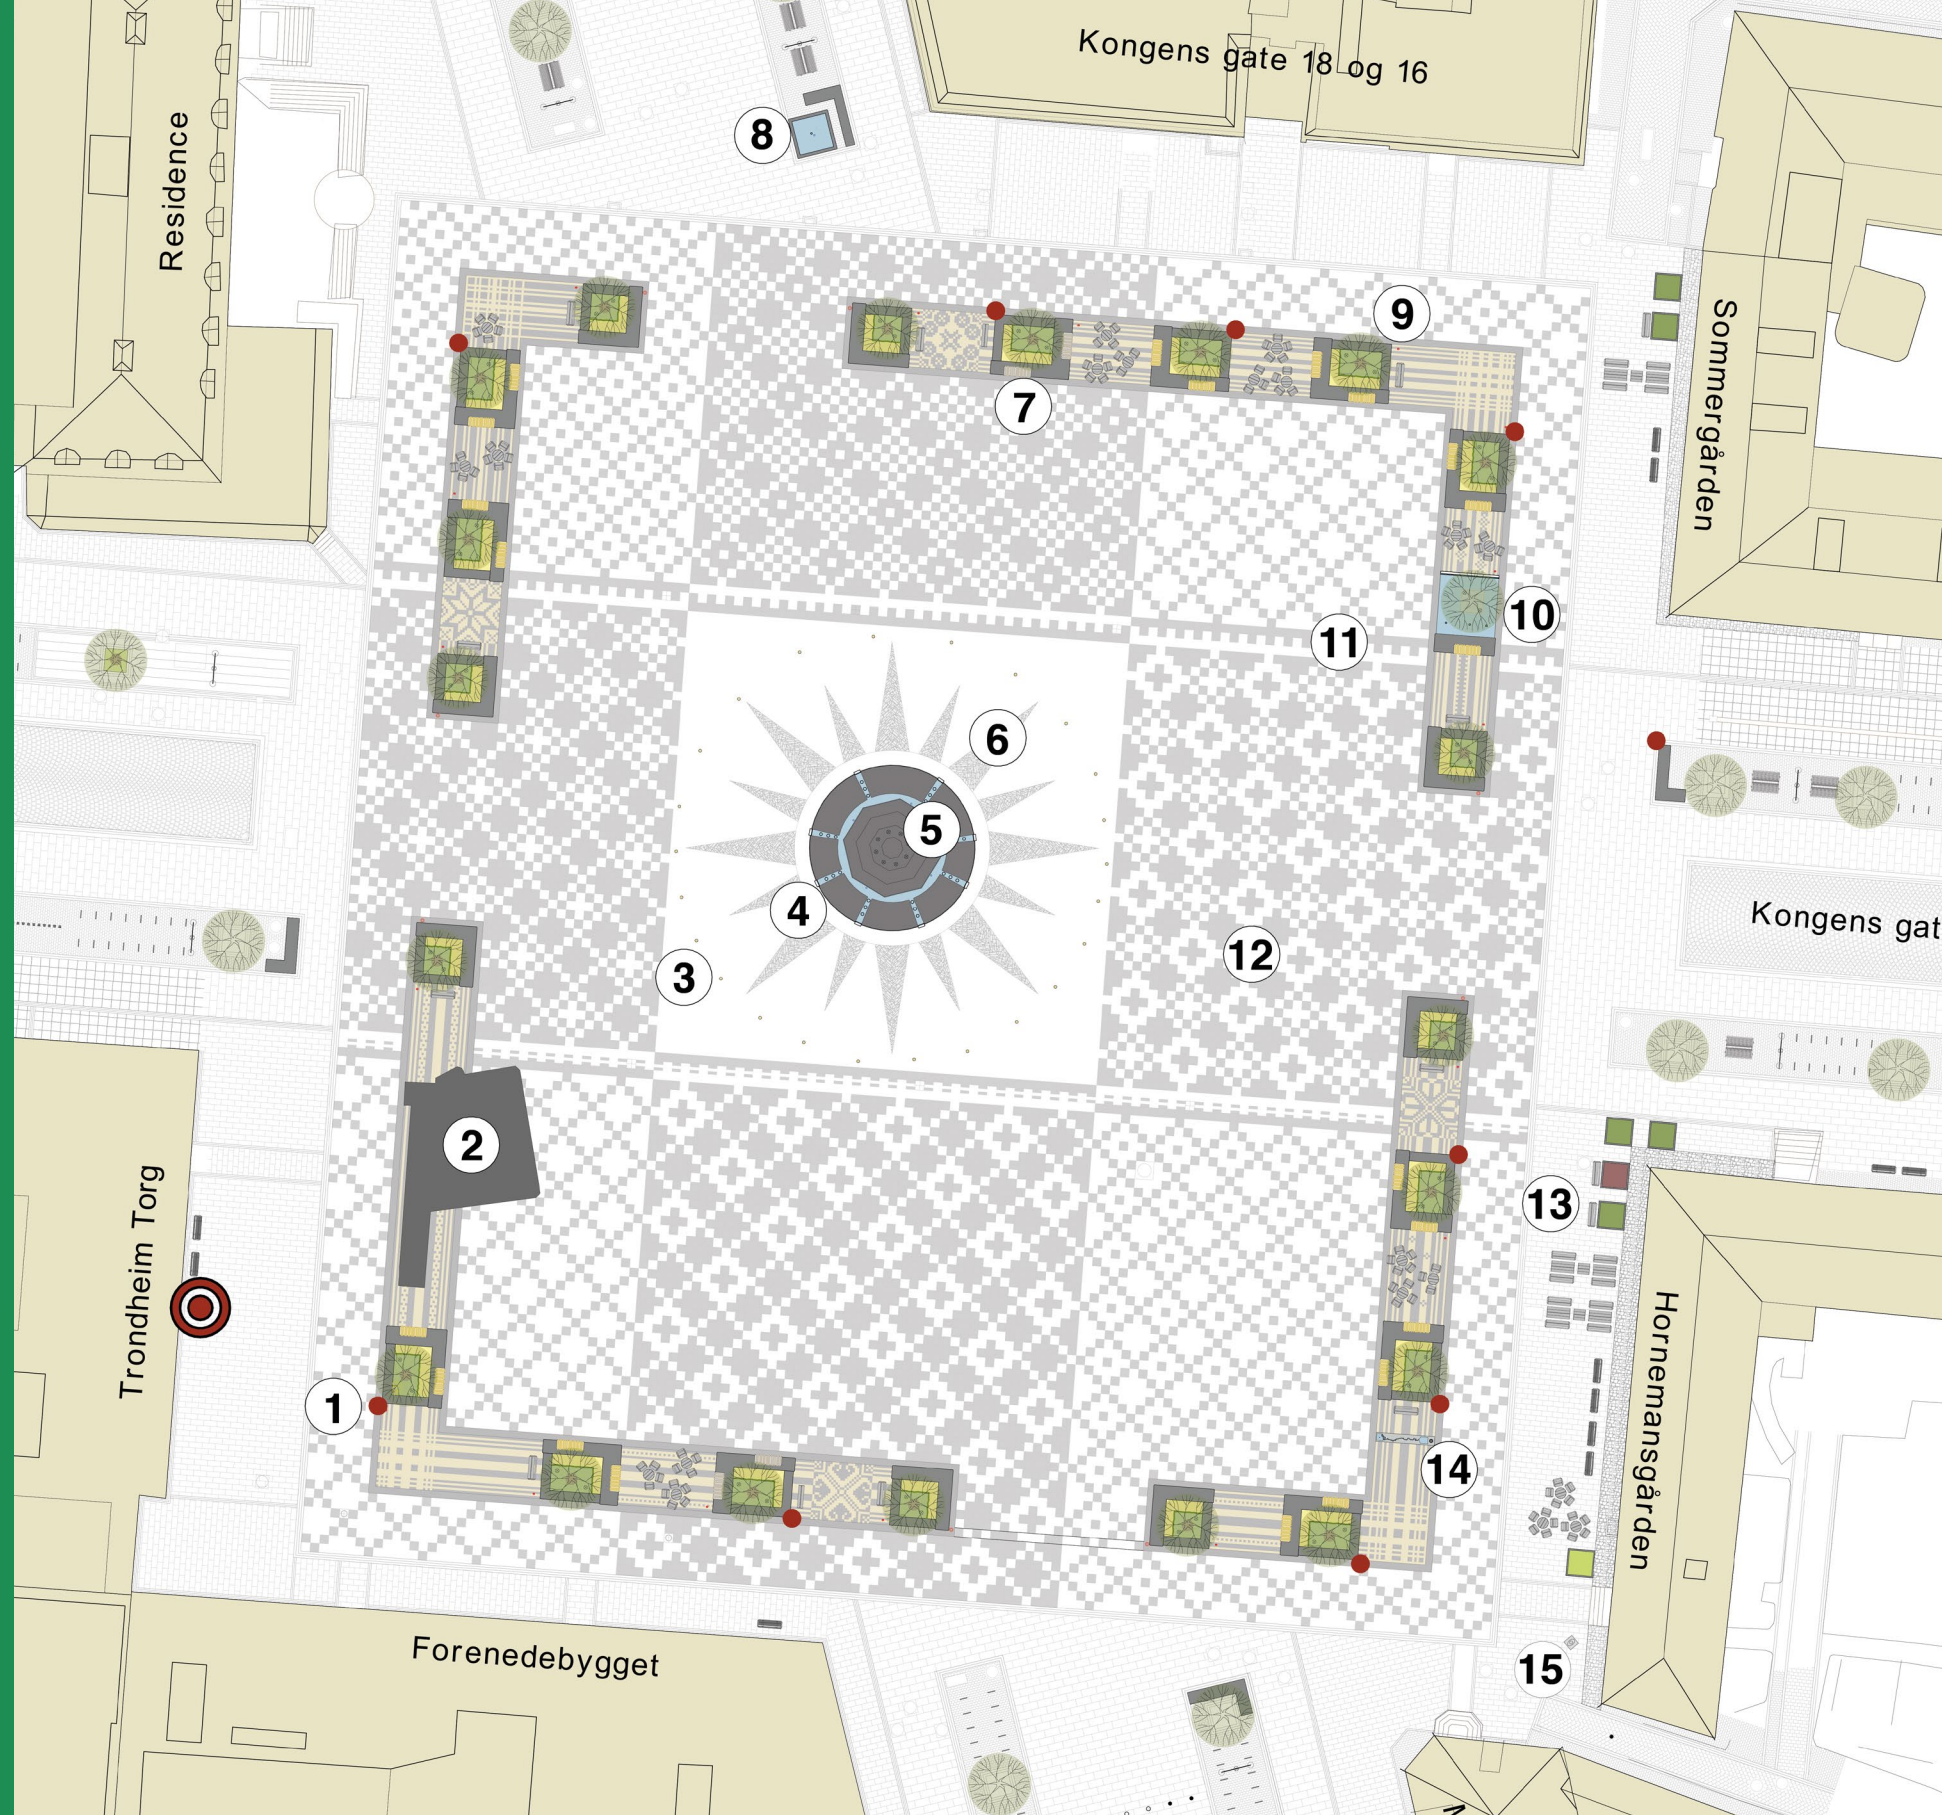 Kongens gate 18 og 16
Residence
8
9
Sommergården
7
10
11
6
5
4
3
12
Kongens gat
2
13
Trondheim Torg
1
14
Hornemansgården
Forenedebygget
15